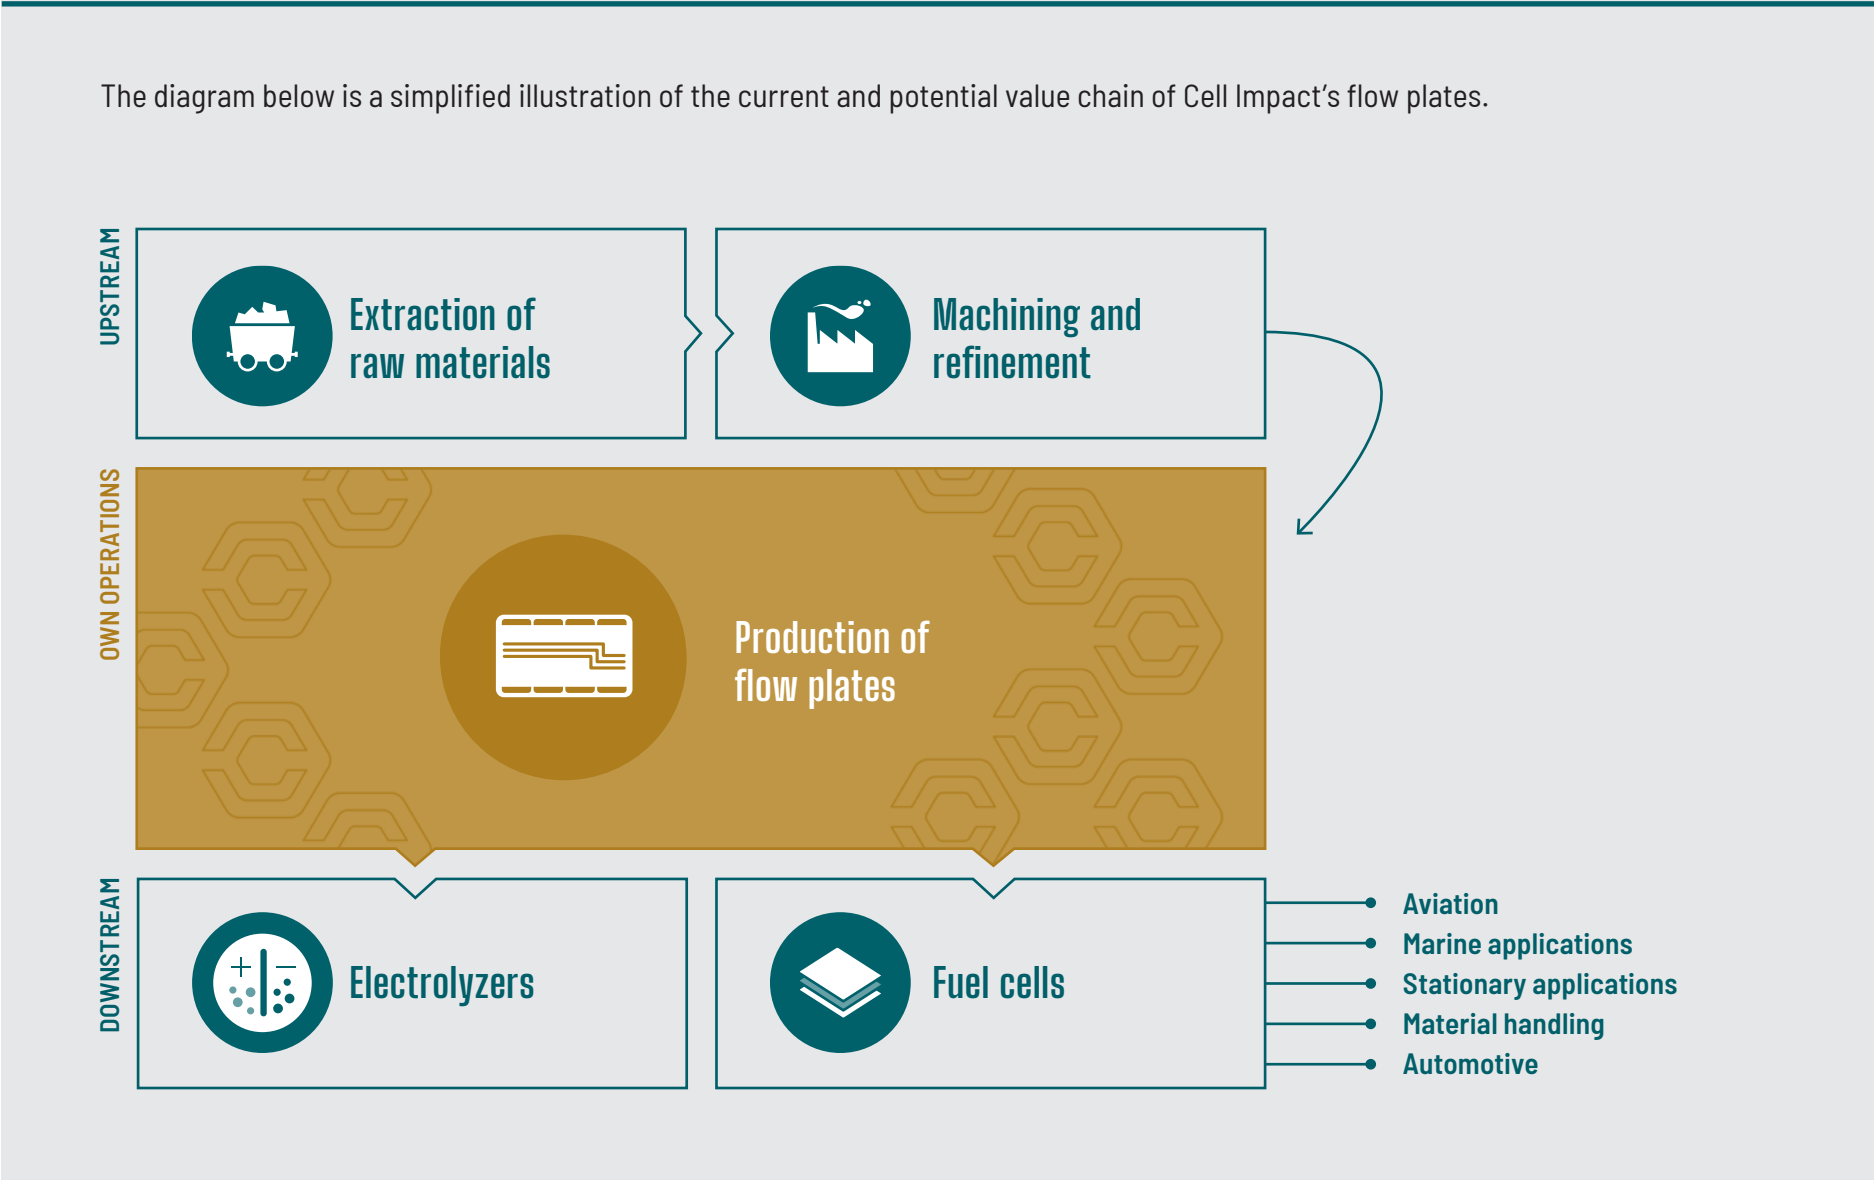 The diagram below is a simplified illustration of the current and potential value chain of Cell Impact's flow plates.
UPSTREAM
Extraction of
raw materials
Machining and
refinement
OWN OPERATIONS
Production of
flow plates
DOWNSTREAM
Electrolyzers
Fuel cells
Aviation
Marine applications
Stationary applications
Material handling
Automotive